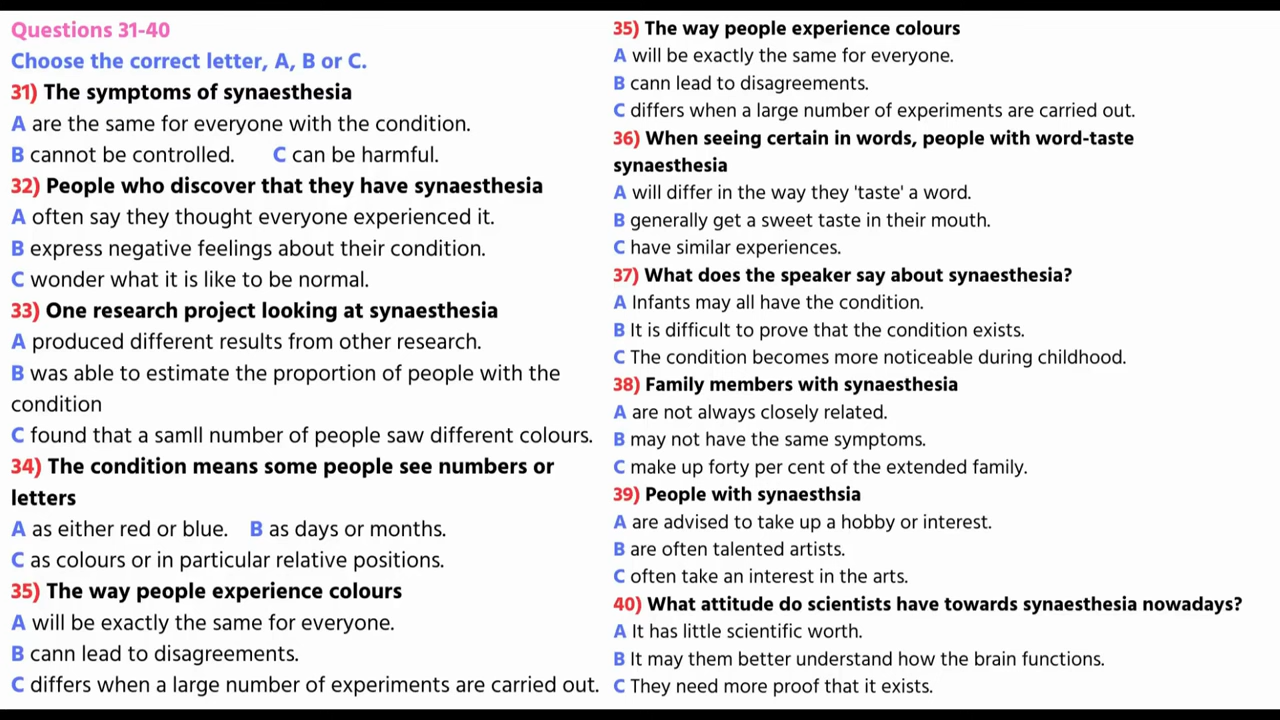 Questions 31-40
Choose the correct letter, A, B or C.
31) The symptoms of synaesthesia
A are the same for everyone with the condition.
B cannot be controlled. C can be harmful.
32) People who discover that they have synaesthesia
A often say they thought everyone experienced it.
B express negative feelings about their condition.
C wonder what it is like to be normal.
33) One research project looking at synaesthesia
A produced different results from other research.
B was able to estimate the proportion of people with the
condition
C found that a samll number of people saw different colours.
34) The condition means some people see numbers or
letters
A as either red or blue. B as days or months.
C as colours or in particular relative positions.
35) The way people experience colours
A will be exactly the same for everyone.
B cann lead to disagreements.
C differs when a large number of experiments are carried out.
35) The way people experience colours
A will be exactly the same for everyone.
B cann lead to disagreements.
C differs when a large number of experiments are carried out.
36) When seeing certain in words, people with word-taste
synaesthesia
A will differ in the way they 'taste' a word.
B generally get a sweet taste in their mouth.
C have similar experiences.
37) What does the speaker say about synaesthesia?
A Infants may all have the condition.
B It is difficult to prove that the condition exists.
C The condition becomes more noticeable during childhood.
38) Family members with synaesthesia
A are not always closely related.
B may not have the same symptoms.
C make up forty per cent of the extended family.
39) People with synaesthsia
A are advised to take up a hobby or interest.
B are often talented artists.
C often take an interest in the arts.
40) What attitude do scientists have towards synaesthesia nowadays?
A It has little scientific worth.
B It may them better understand how the brain functions.
C They need more proof that it exists.